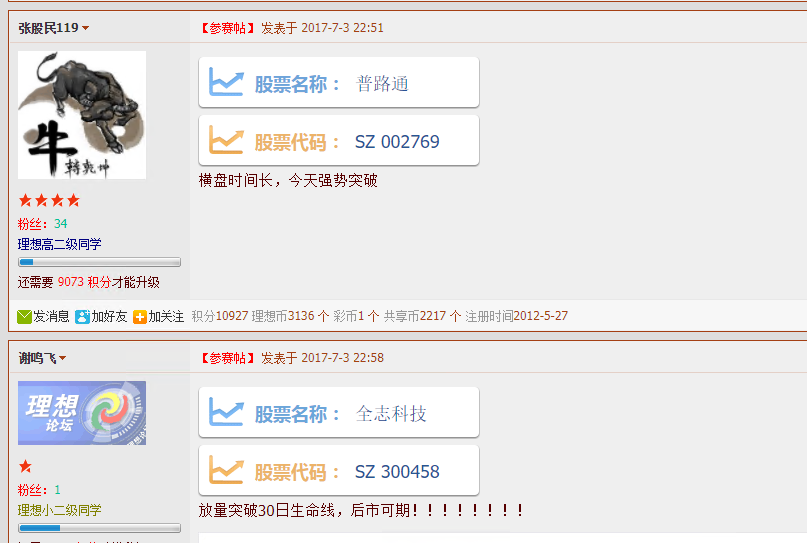 张股民119
【参赛帖】 发表于 2017-7-3 22:51
股票名称： 普路通
股票代码： SZ 002769
横盘时间长，今天强势突破
牛
转乾坤
粉丝：34
理想高二级同学
还需要 9073 积分才能升级
发消息 加好友 加关注 积分10927 理想币3136 个 彩币1 个 共享币2217 个 注册时间2012-5-27
谢鸣飞
【参赛帖】 发表于 2017-7-3 22:58
理想
论坛
股票名称： 全志科技
股票代码： SZ 300458
放量突破30日生命线，后市可期！！！！！！！！
粉丝：1
理想小二级同学